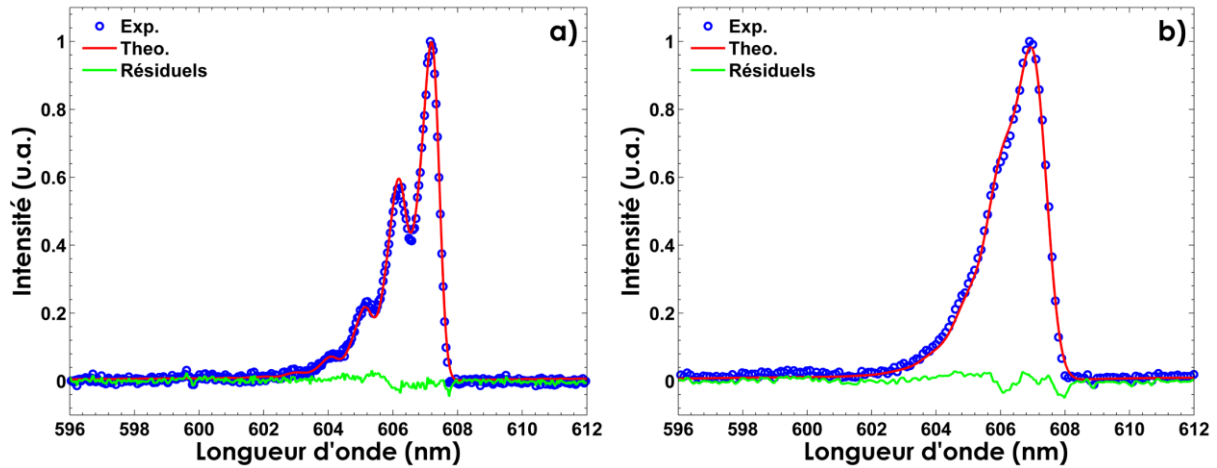 a)
Exp.
Theo.
Résiduels
1
0.8
0.6
0.4
0.2
0
Intensité (u.a.)
596 598 600 602 604 606 608 610 612
Longueur d'onde (nm)
b)
Exp.
Theo.
Résiduels
1
0.8
0.6
0.4
0.2
0
Intensité (u.a.)
596 598 600 602 604 606 608 610 612
Longueur d'onde (nm)